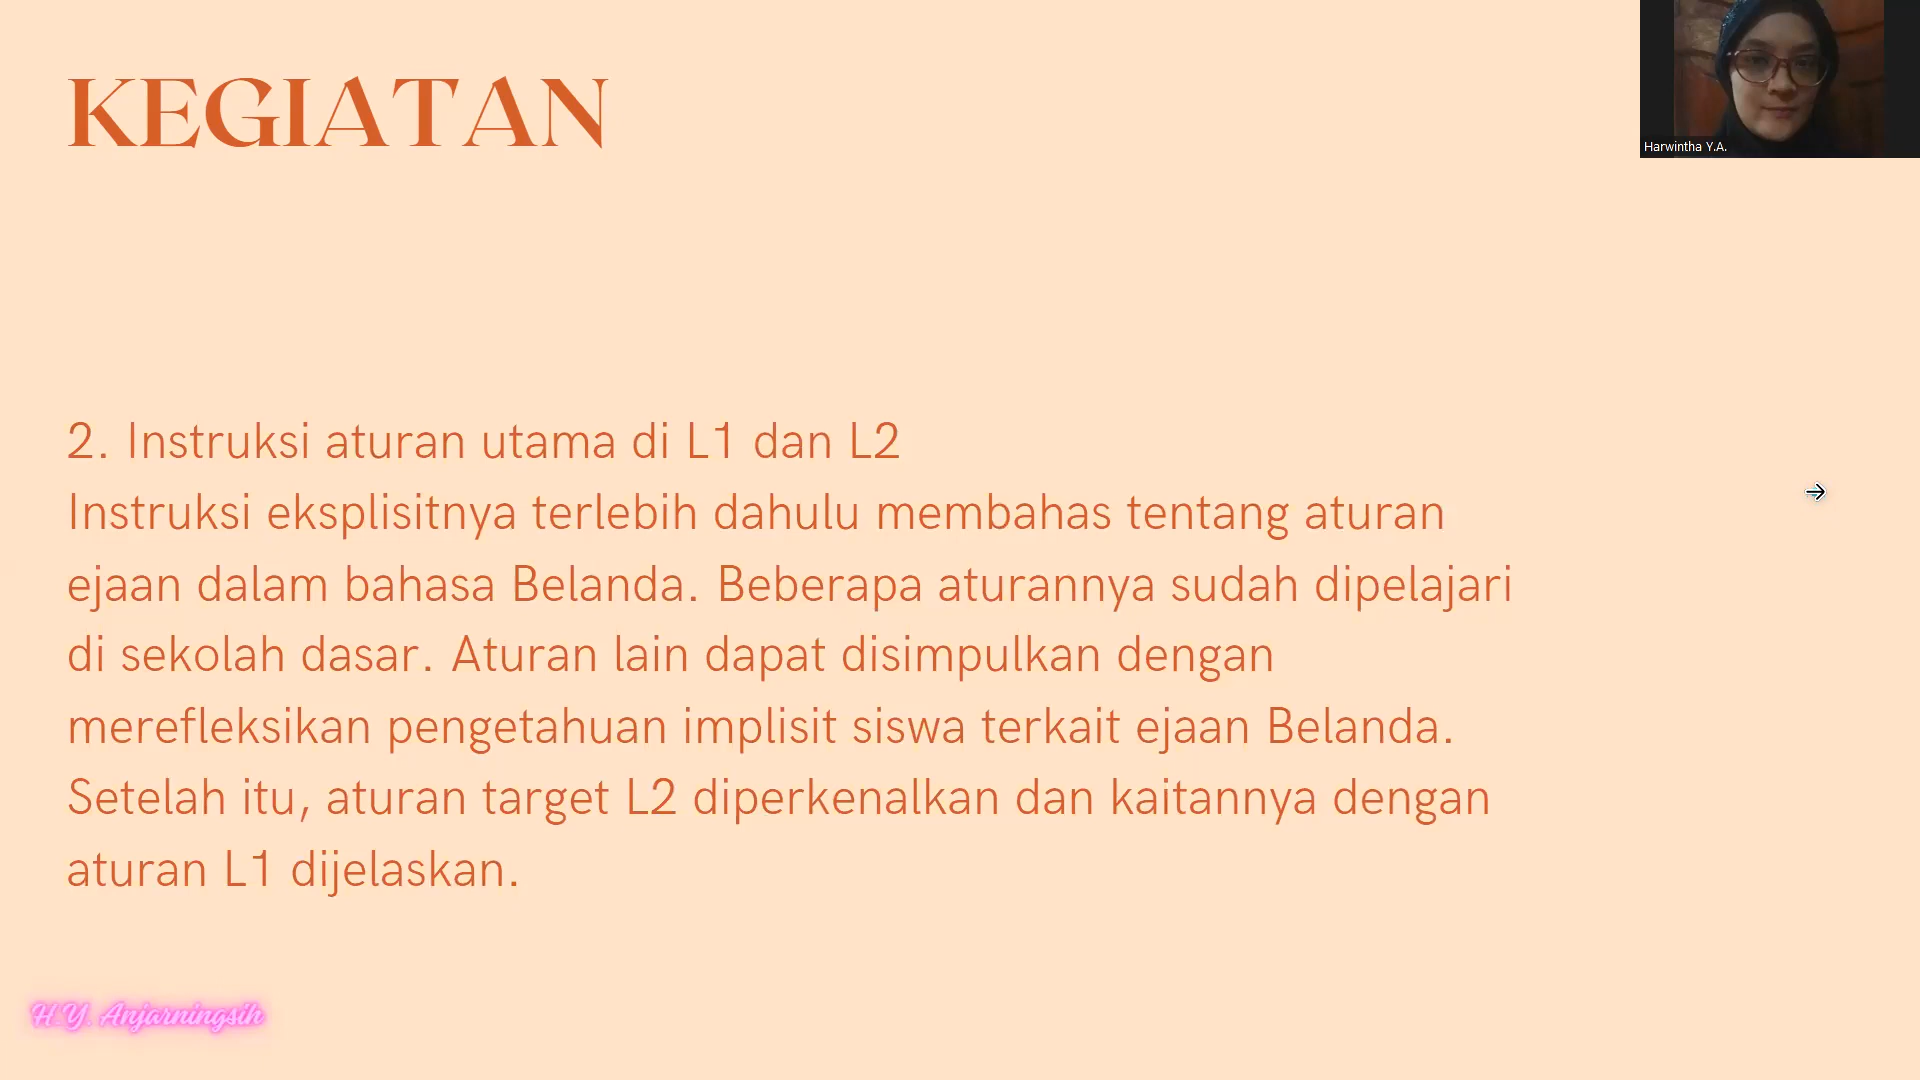 KEGIATAN
Harwintha Y.A.
2. Instruksi aturan utama di L1 dan L2
Instruksi eksplisitnya terlebih dahulu membahas tentang aturan
ejaan dalam bahasa Belanda. Beberapa aturannya sudah dipelajari
di sekolah dasar. Aturan lain dapat disimpulkan dengan
merefleksikan pengetahuan implisit siswa terkait ejaan Belanda.
Setelah itu, aturan target L2 diperkenalkan dan kaitannya dengan
aturan L1 dijelaskan.
H.Y. Anjarningsih